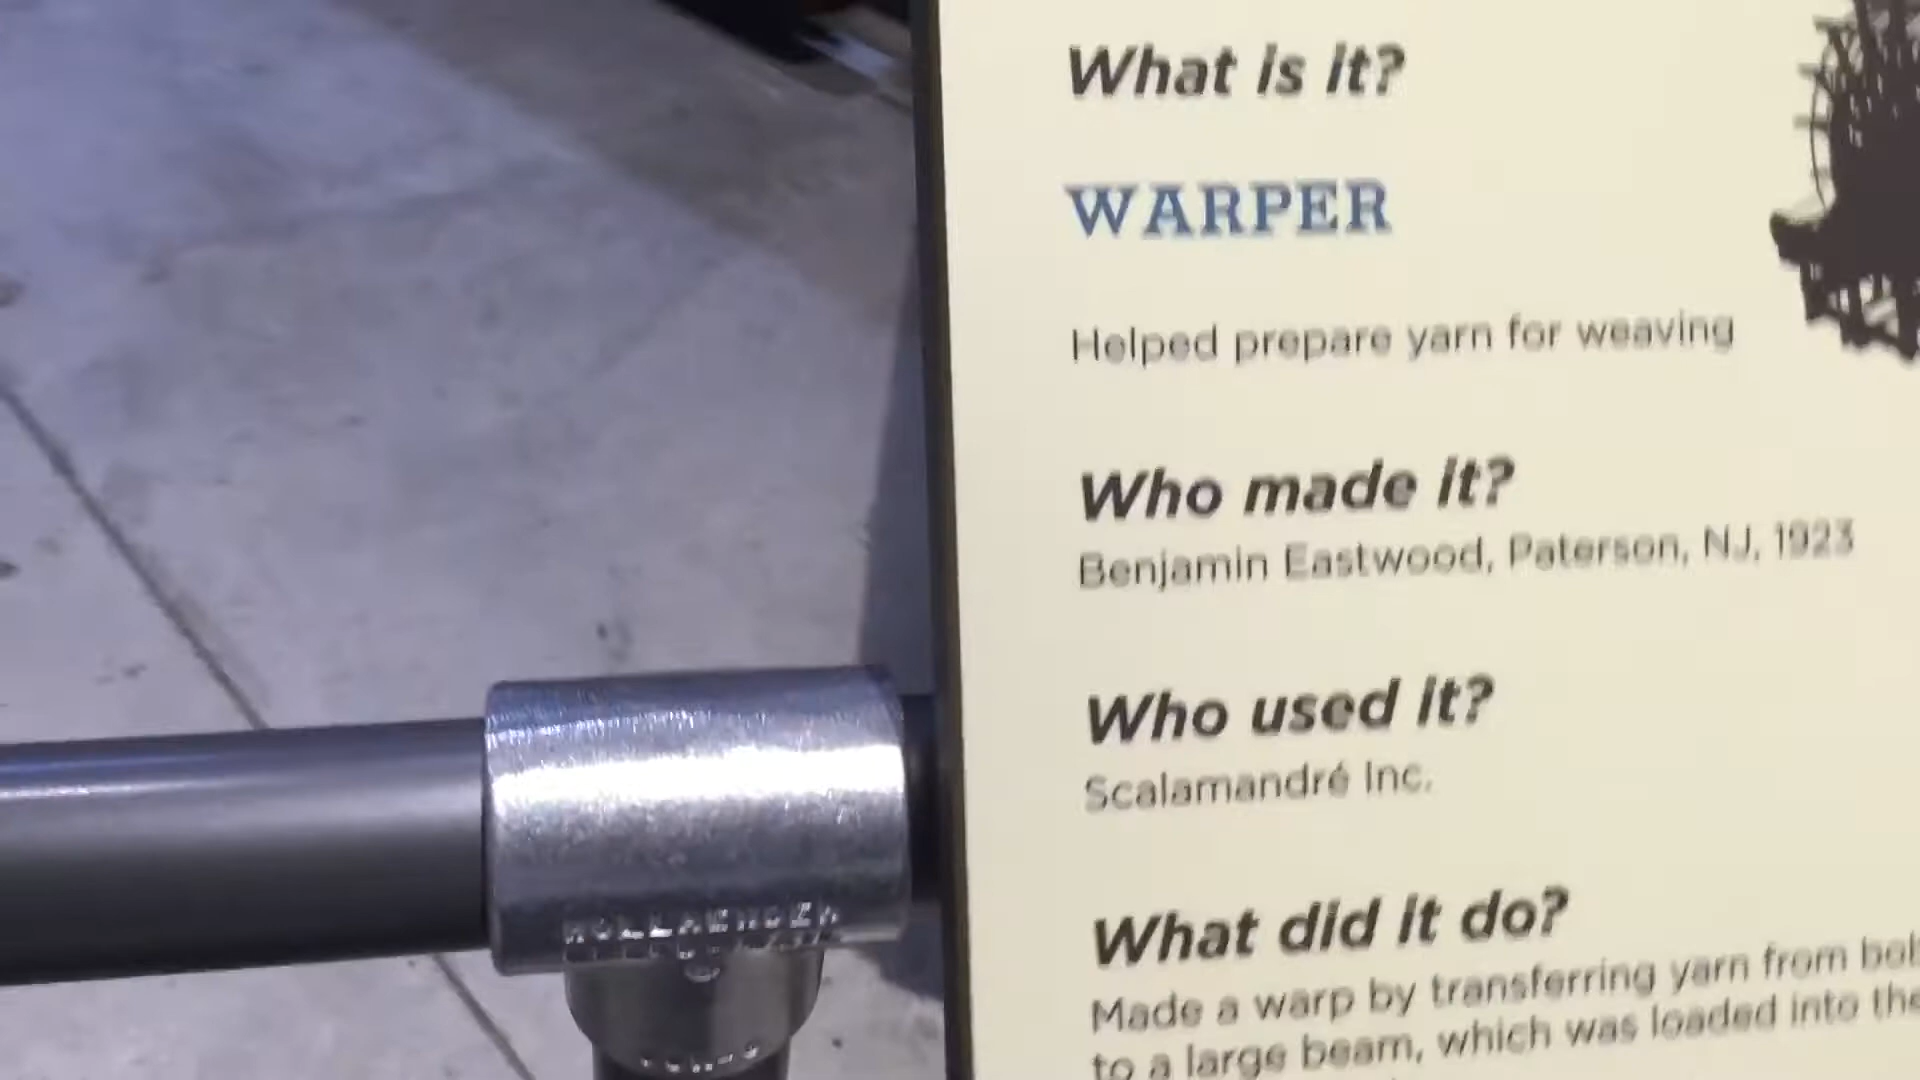 What is it?
WARPER
Helped prepare yarn for weaving
Who made it?
Benjamin Eastwood, Paterson, NJ, 1923
Who used it?
Scalamandré Inc.
What did it do?
Made a warp by transferring yarn from
to a large beam, which was loaded into the
HOLLAENDER